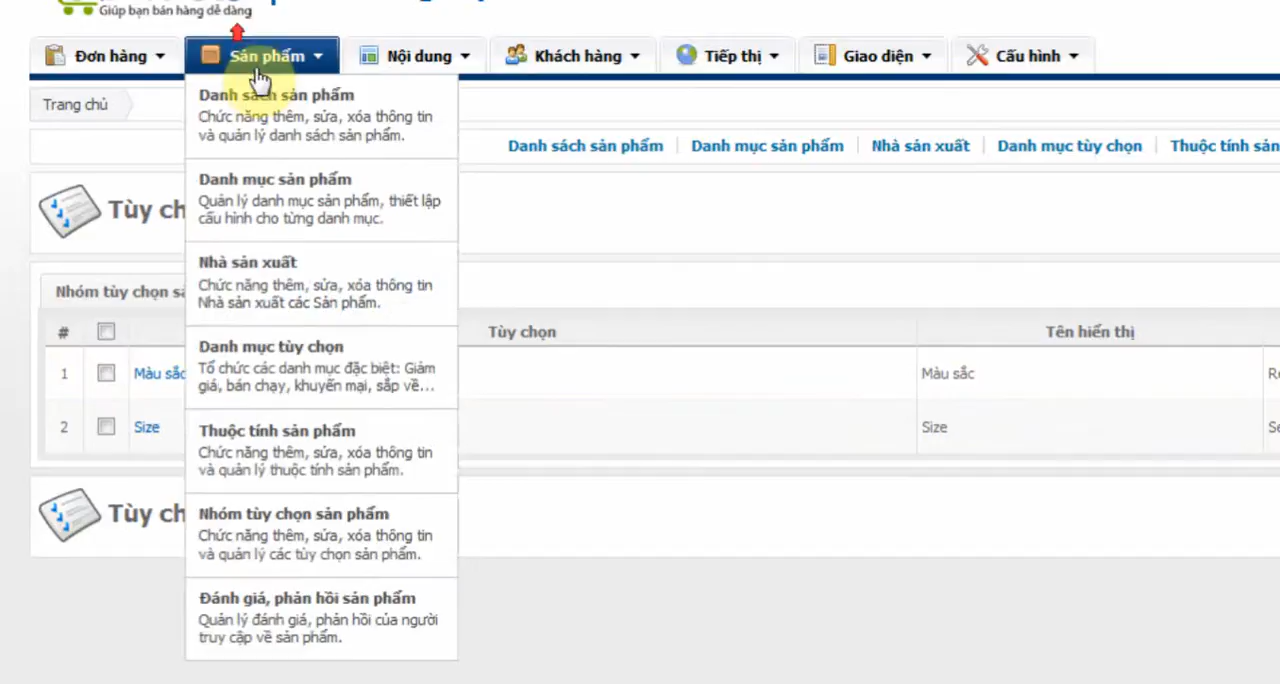 Giúp bạn bán hàng dễ dàng
Đơn hàng
Sản phẩm
Nội dung
Khách hàng
Tiếp thị
Giao diện
Cấu hình
Trang chủ
Danh sách sản phẩm
Chức năng thêm, sửa, xóa thông tin
và quản lý danh sách sản phẩm.
Danh mục sản phẩm
Quản lý danh mục sản phẩm, thiết lập
cấu hình cho từng danh mục.
Nhà sản xuất
Chức năng thêm, sửa, xóa thông tin
Nhà sản xuất các Sản phẩm.
Danh mục tùy chọn
Tổ chức các danh mục đặc biệt: Giảm
giá, bán chạy, khuyến mại, sắp về...
Thuộc tính sản phẩm
Chức năng thêm, sửa, xóa thông tin
và quản lý thuộc tính sản phẩm.
Nhóm tùy chọn sản phẩm
Chức năng thêm, sửa, xóa thông tin
và quản lý các tùy chọn sản phẩm.
Đánh giá, phản hồi sản phẩm
Quản lý đánh giá, phản hồi của người
truy cập về sản phẩm.
Danh sách sản phẩm
Danh mục sản phẩm
Nhà sản xuất
Danh mục tùy chọn
Thuộc tính sản
Tùy ch
Nhóm tùy chọn sả
# Tùy chọn Tên hiển thị
1 Màu sắc Màu sắc
2 Size Size
Tùy ch